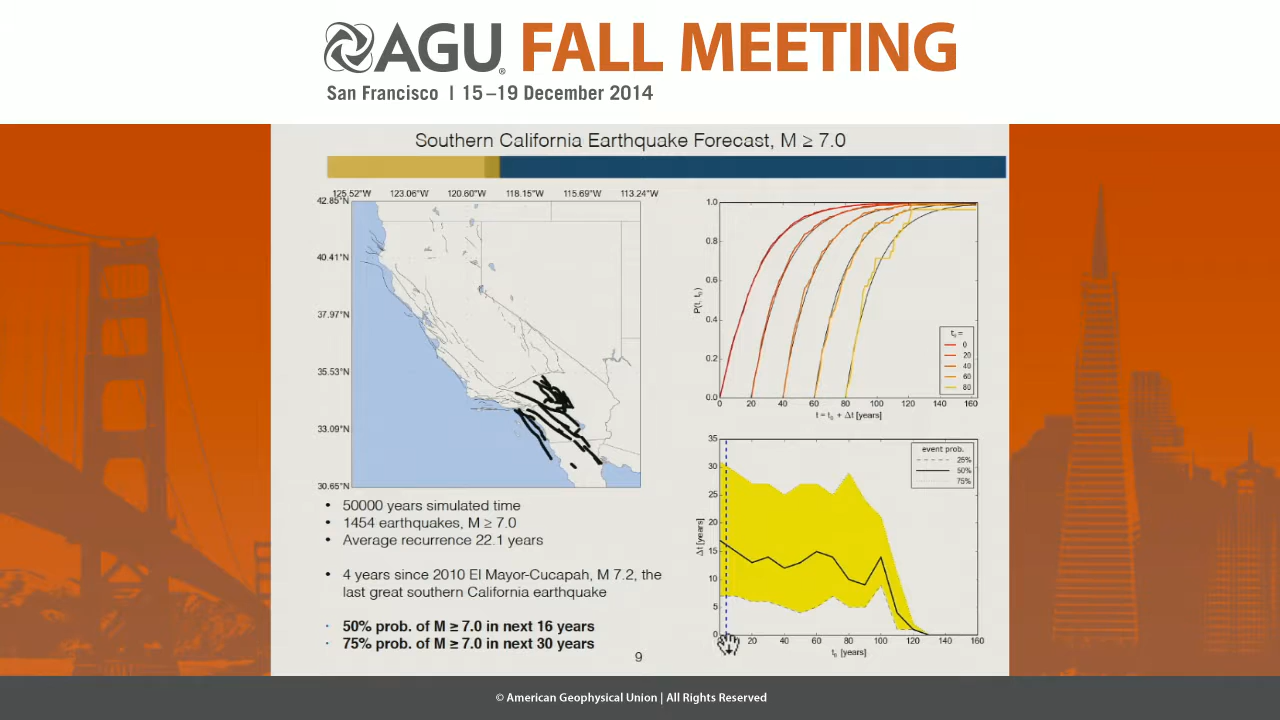 AGU FALL MEETING
San Francisco | 15–19 December 2014
Southern California Earthquake Forecast, M ≥ 7.0
125.52°W 123.06°W 120.60°W 118.15°W 115.69°W 113.24°W
42.85°N
40.41°N
37.97°N
35.53°N
33.09°N
30.65°N
• 50000 years simulated time
• 1454 earthquakes, M ≥ 7.0
• Average recurrence 22.1 years
• 4 years since 2010 El Mayor-Cucapah, M 7.2, the
last great southern California earthquake
· 50% prob. of M ≥ 7.0 in next 16 years
· 75% prob. of M ≥ 7.0 in next 30 years
1.0
0.8
0.6
0.4
0.2
0.0
P(t, t₀)
t₀ =
0
20
40
60
80
0 20 40 60 80 100 120 140 160
t = t₀ + Δt [years]
35
30
25
20
15
10
5
0
Δt [years]
event prob.
25%
50%
75%
20 40 60 80 100 120 140 160
t₀ [years]
9
© American Geophysical Union | All Rights Reserved